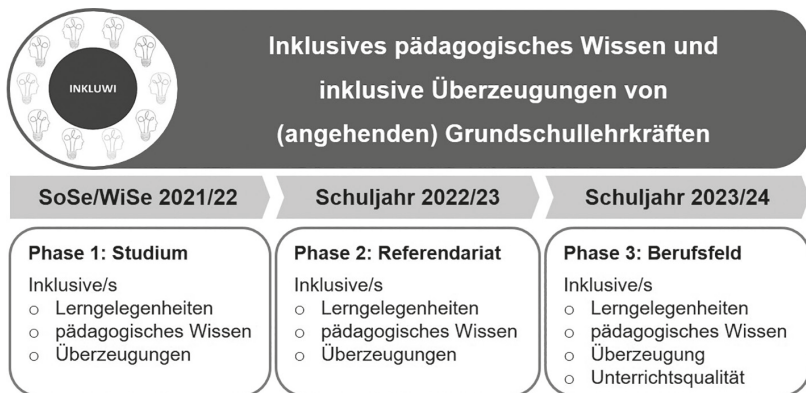 INKLUWI
Inklusives pädagogisches Wissen und
inklusive Überzeugungen von
(angehenden) Grundschullehrkräften
SoSe/WiSe 2021/22
Schuljahr 2022/23
Schuljahr 2023/24
Phase 1: Studium
Inklusive/s
o Lerngelegenheiten
o pädagogisches Wissen
o Überzeugungen
Phase 2: Referendariat
Inklusive/s
o Lerngelegenheiten
o pädagogisches Wissen
o Überzeugungen
Phase 3: Berufsfeld
Inklusive/s
o Lerngelegenheiten
o pädagogisches Wissen
o Überzeugung
o Unterrichtsqualität